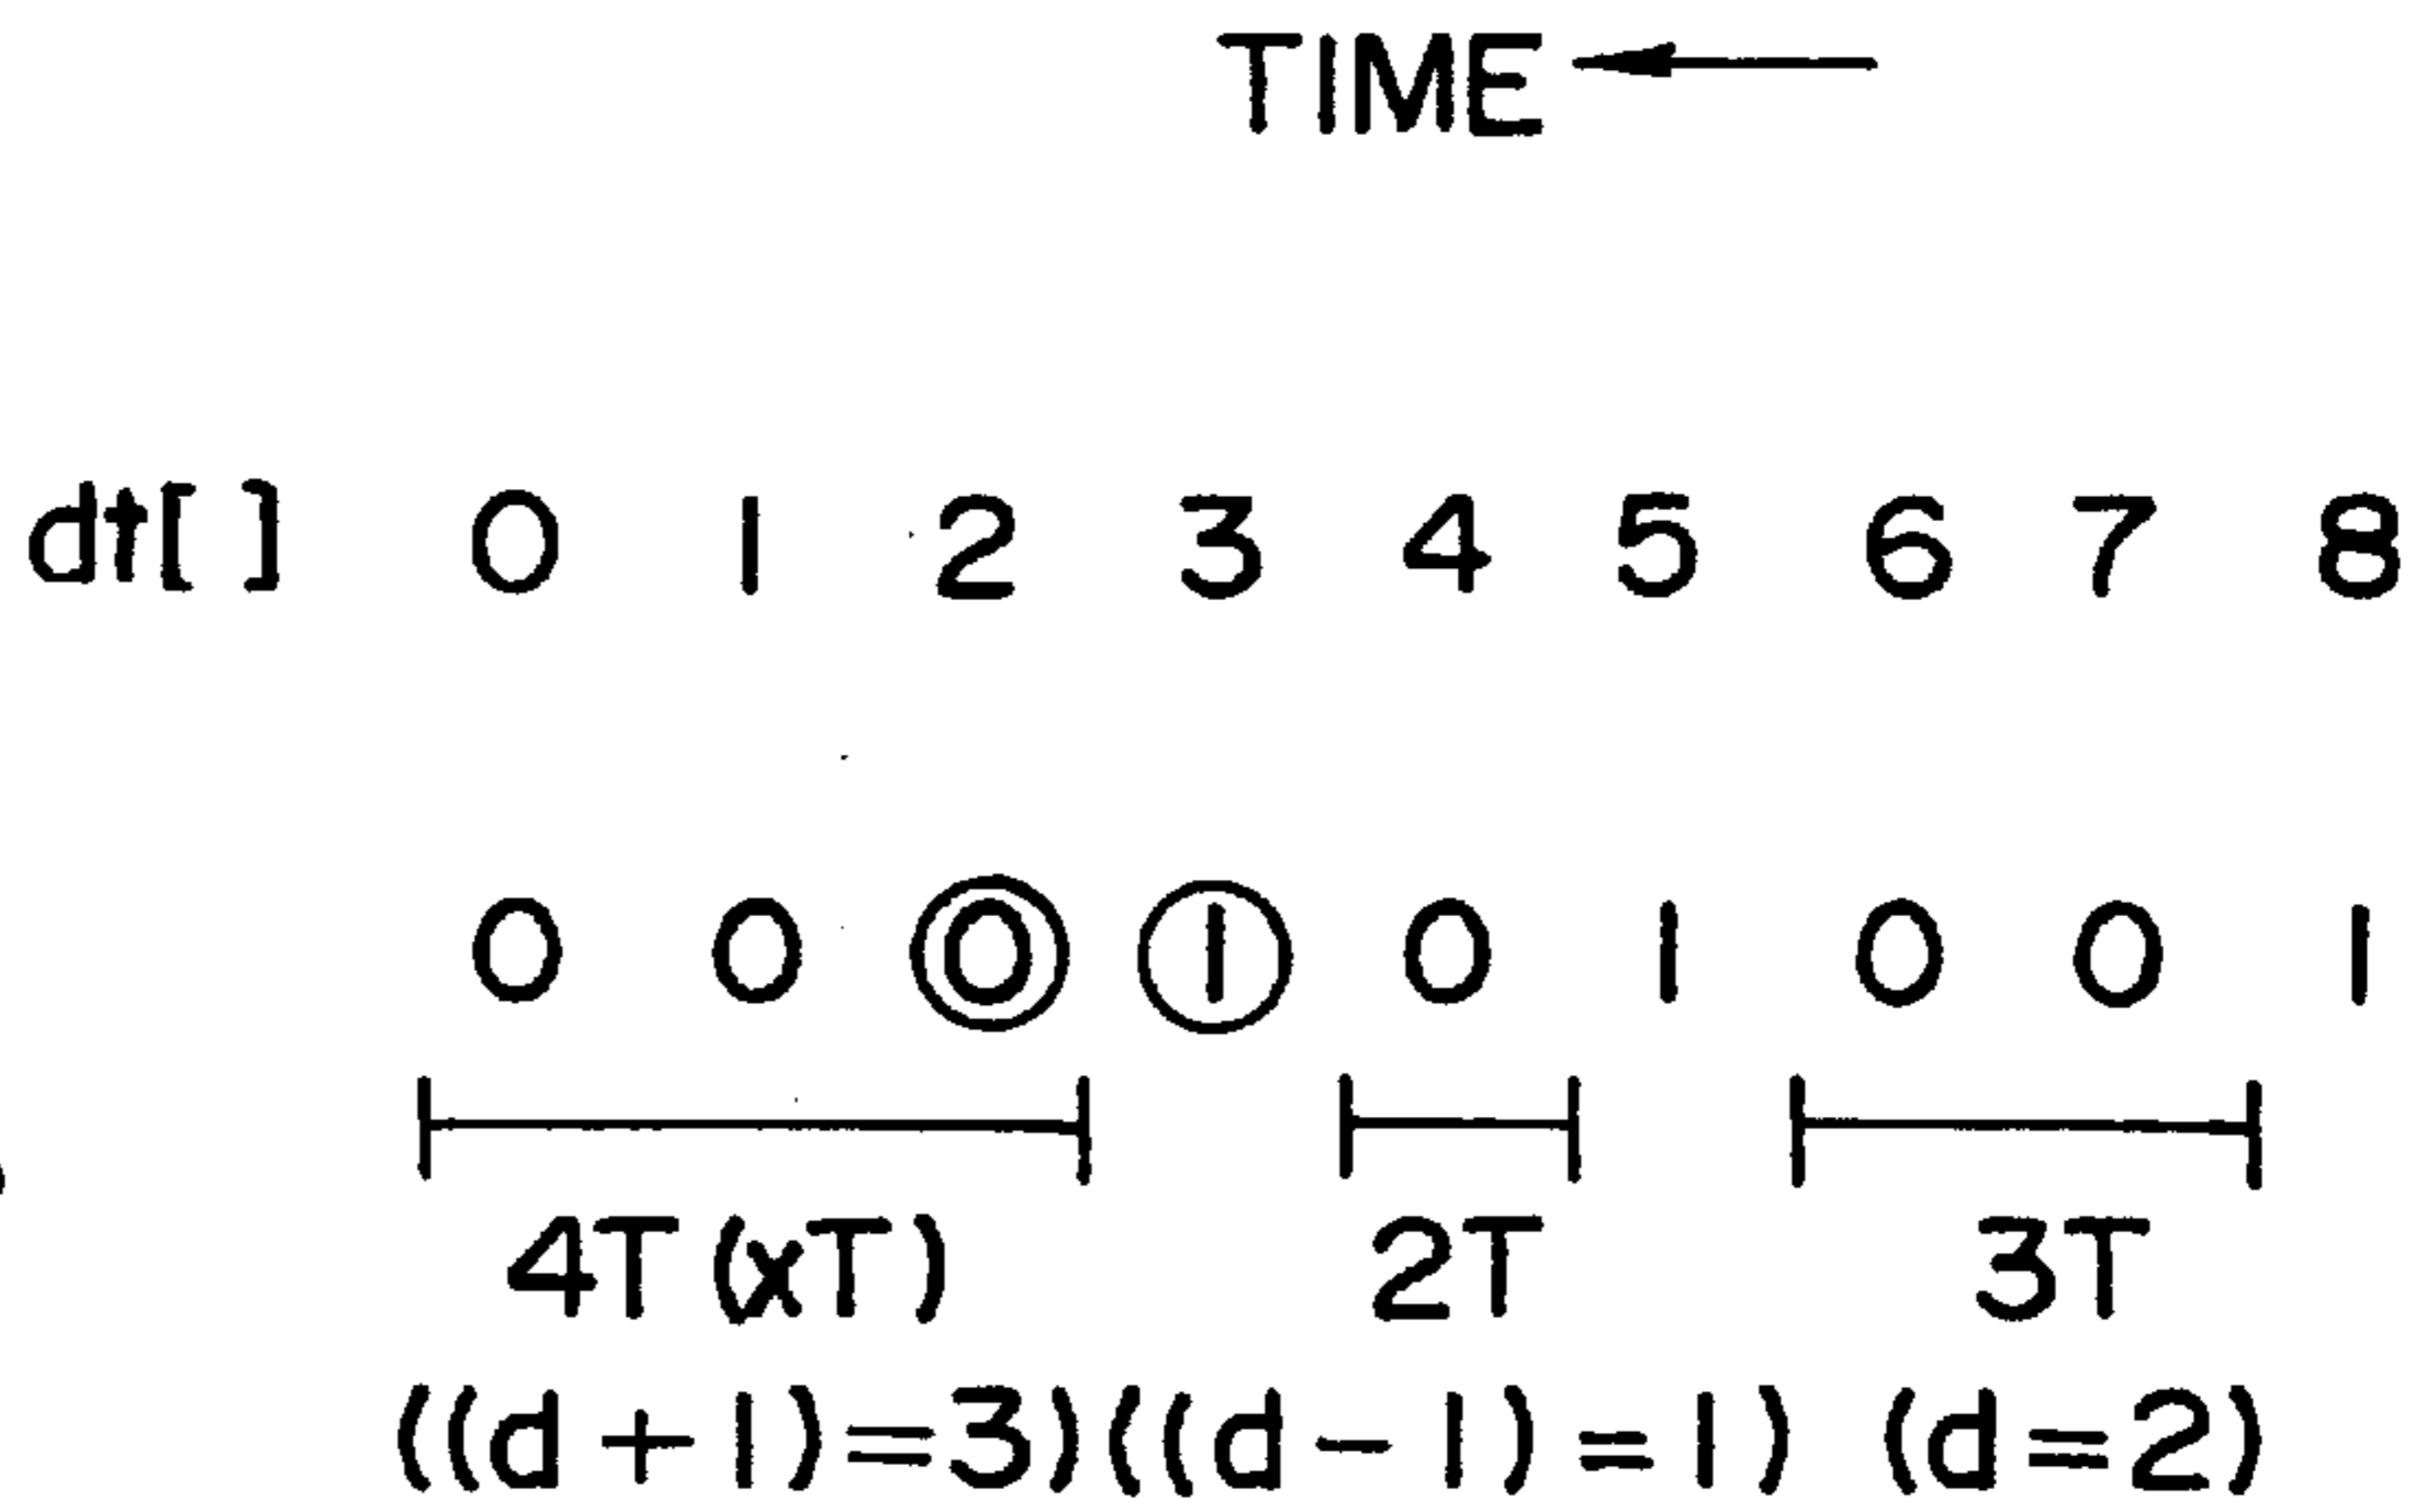 TIME
dt[ ] 0 1 2 3 4 5 6 7 8
0 0 0 1 0 1 0 0 1
4T(xT) 2T 3T
((d+1)=3)((d-1)=1) (d=2)